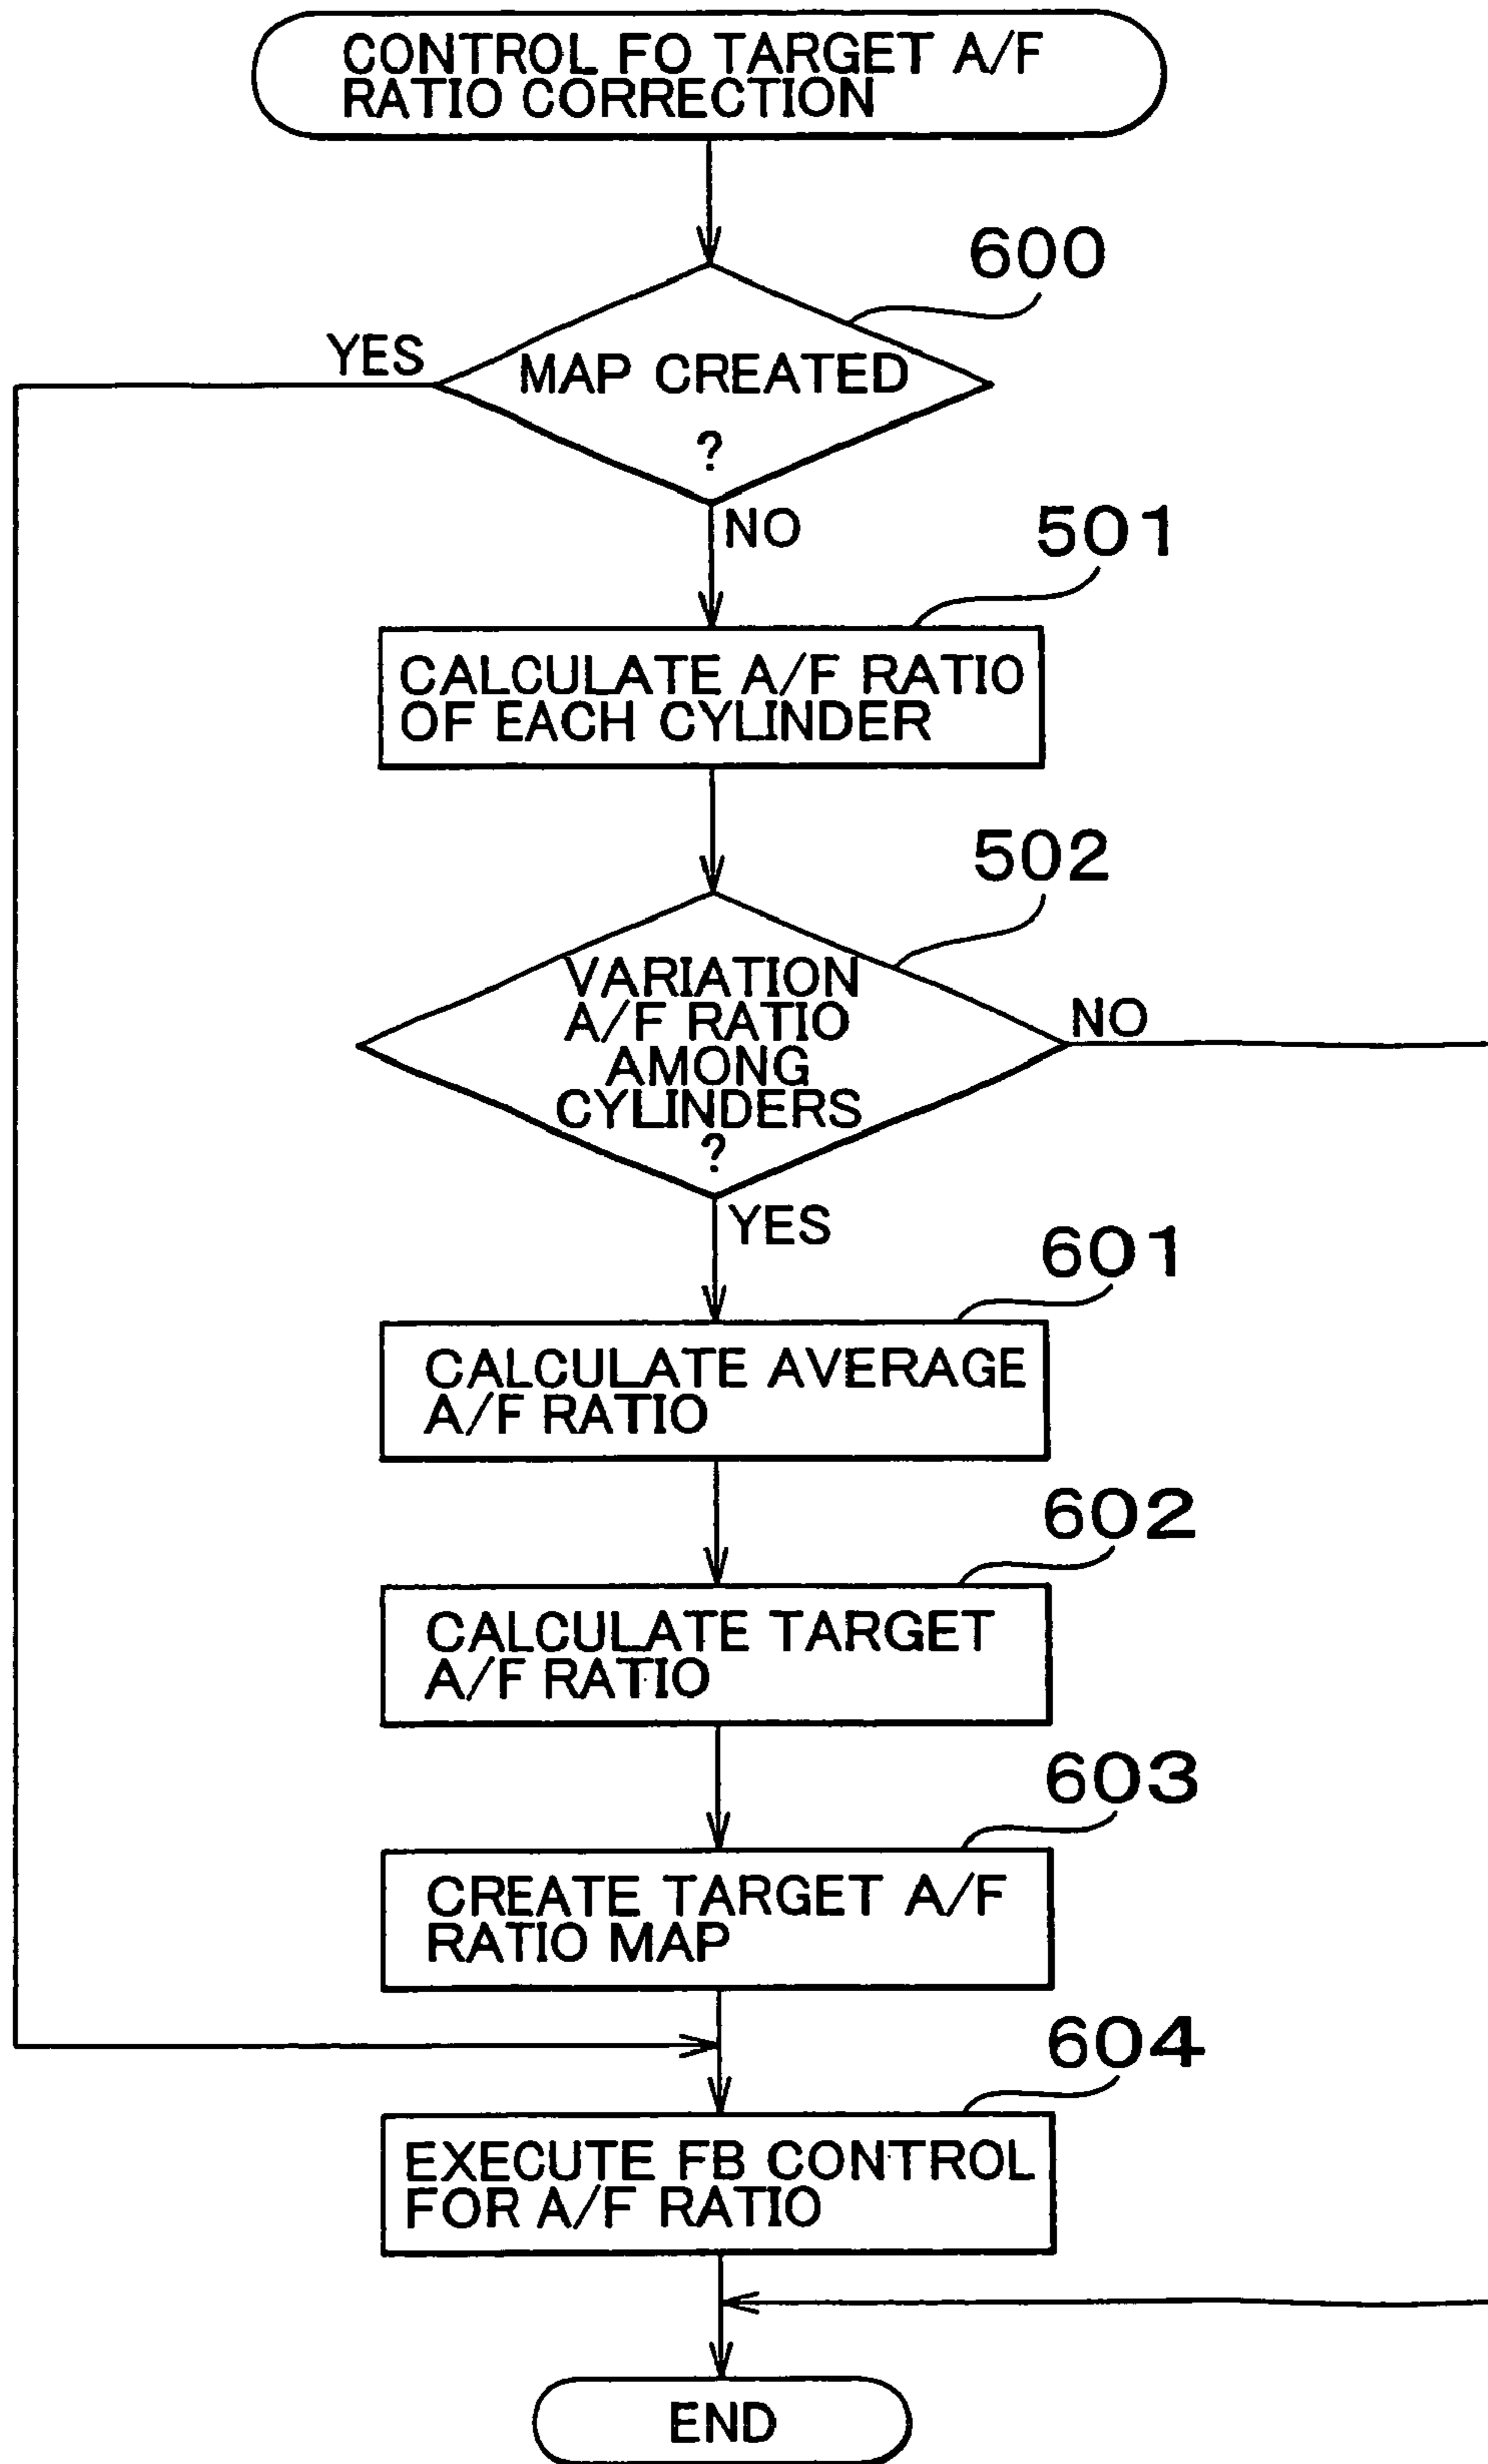 CONTROL FO TARGET A/F
RATIO CORRECTION
600
YES
MAP CREATED
?
NO
501
CALCULATE A/F RATIO
OF EACH CYLINDER
502
VARIATION
A/F RATIO
AMONG
CYLINDERS
?
NO
YES
601
CALCULATE AVERAGE
A/F RATIO
602
CALCULATE TARGET
A/F RATIO
603
CREATE TARGET A/F
RATIO MAP
604
EXECUTE FB CONTROL
FOR A/F RATIO
END